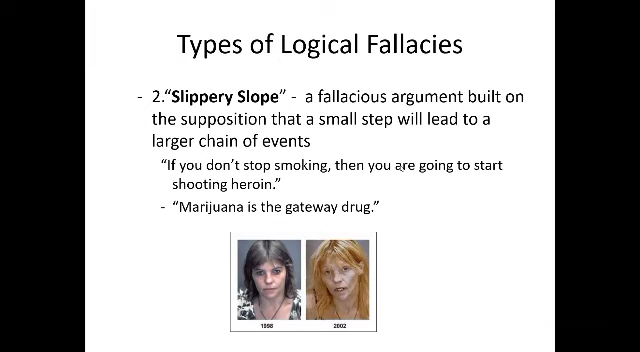 Types of Logical Fallacies
- 2.“Slippery Slope” - a fallacious argument built on
the supposition that a small step will lead to a
larger chain of events
“If you don’t stop smoking, then you are going to start
shooting heroin.”
- “Marijuana is the gateway drug.”
1998 2002